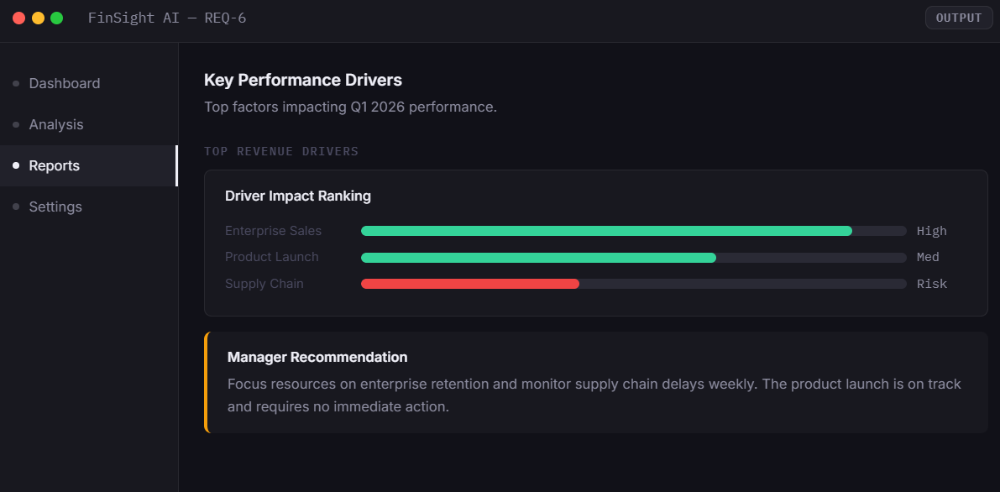 FinSight AI — REQ-6
OUTPUT
Dashboard
Analysis
Reports
Settings
Key Performance Drivers
Top factors impacting Q1 2026 performance.
TOP REVENUE DRIVERS
Driver Impact Ranking
Enterprise Sales High
Product Launch Med
Supply Chain Risk
Manager Recommendation
Focus resources on enterprise retention and monitor supply chain delays weekly. The product launch is on track
and requires no immediate action.